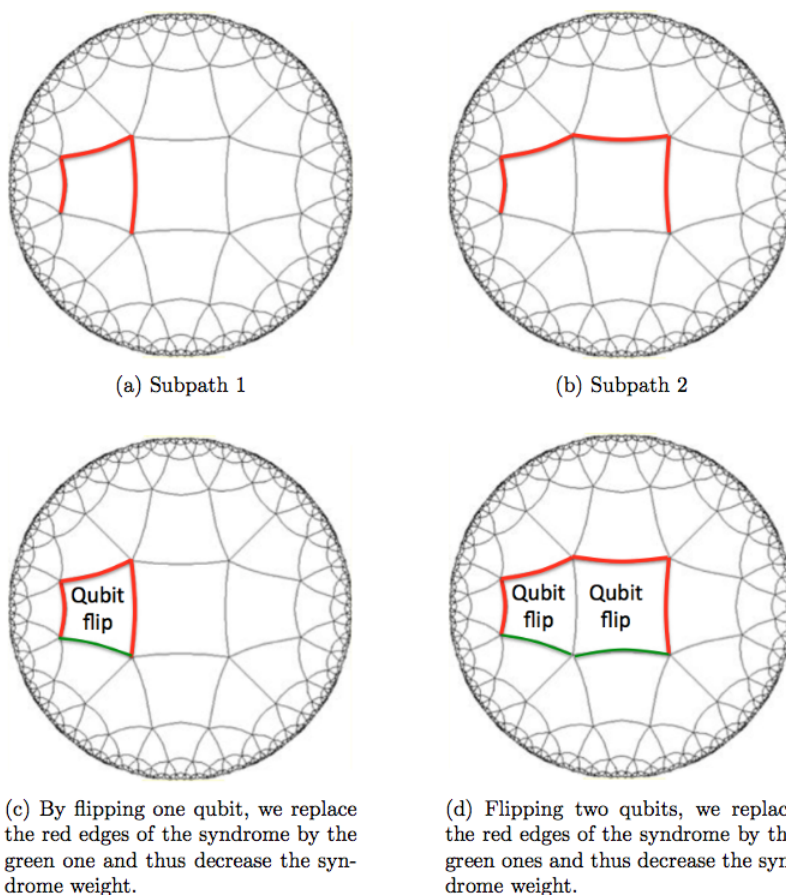 (a) Subpath 1
(b) Subpath 2
Qubit
flip
Qubit
flip
Qubit
flip
(c) By flipping one qubit, we replace
the red edges of the syndrome by the
green one and thus decrease the syn-
drome weight.
(d) Flipping two qubits, we replac
the red edges of the syndrome by th
green ones and thus decrease the syn
drome weight.